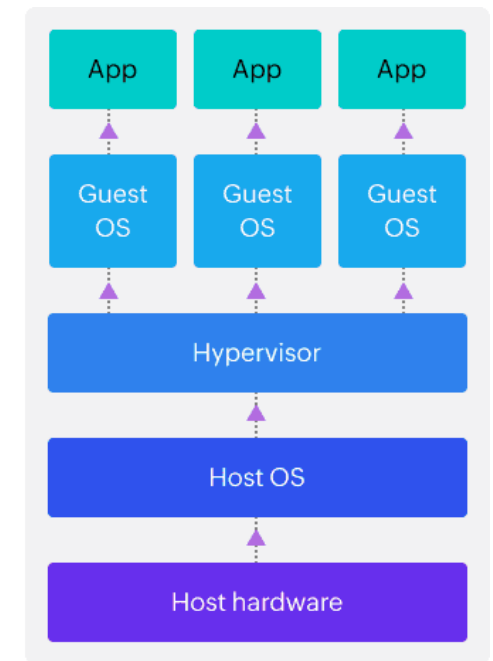 App App App
Guest Guest Guest
OS OS OS
Hypervisor
Host OS
Host hardware